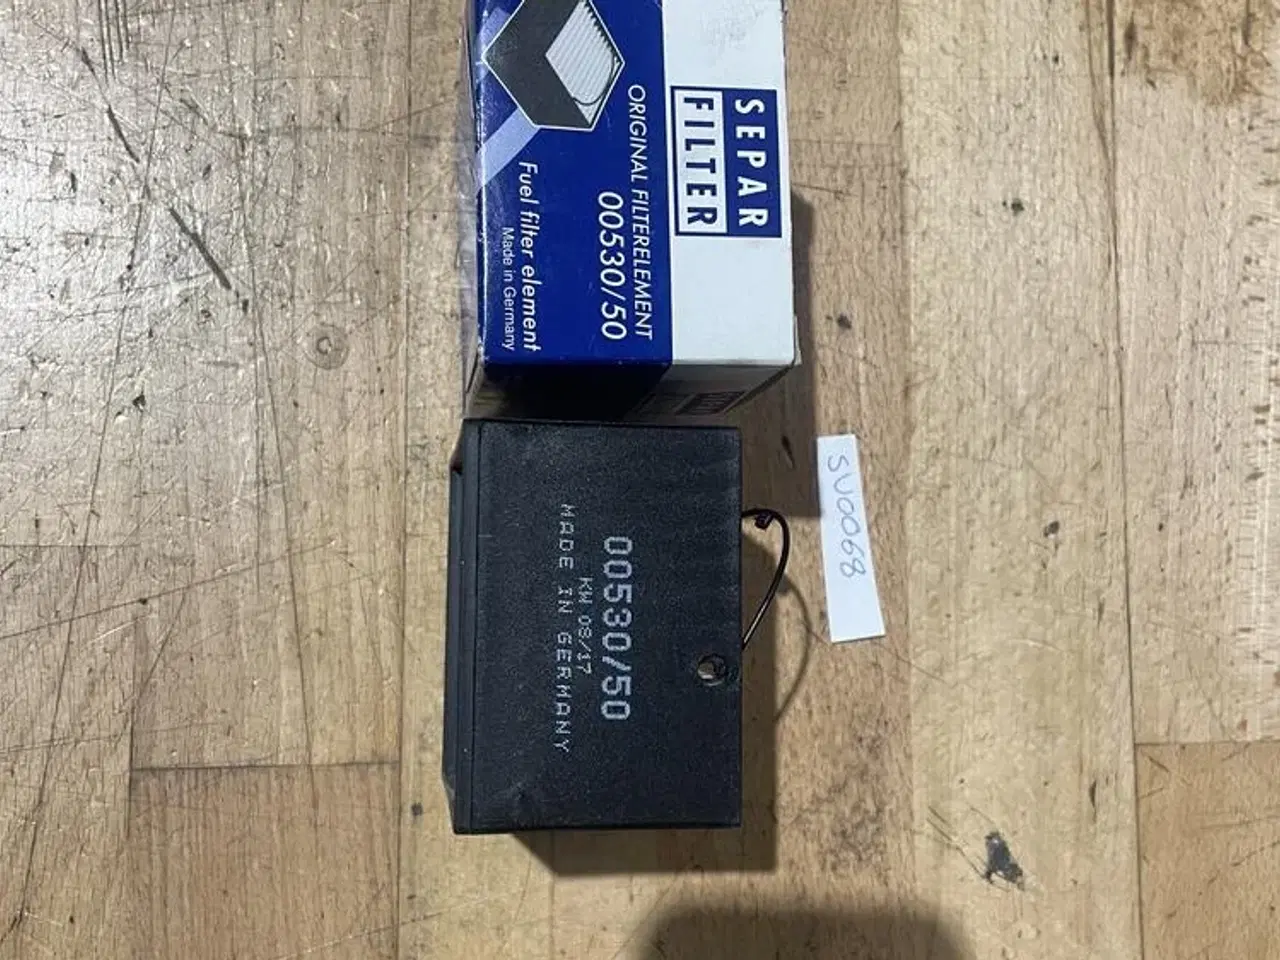 SEPAR
FILTER
ORIGINAL FILTERELEMENT
00530/50
Fuel filter element
Made in Germany
00530/50
KW 08/17
MADE IN GERMANY
SU0068